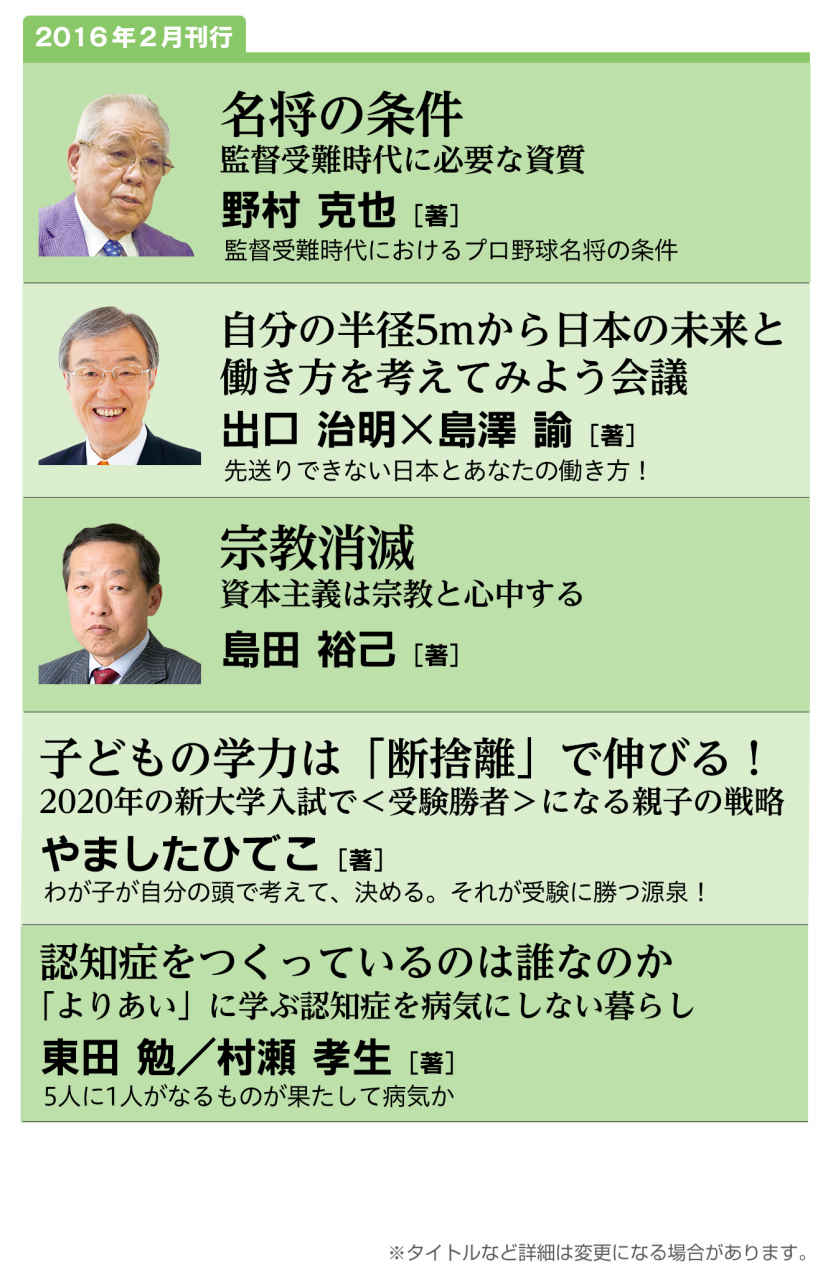 2016年2月刊行
名将の条件
監督受難時代に必要な資質
野村 克也［著］
監督受難時代におけるプロ野球名将の条件
自分の半径5mから日本の未来と
働き方を考えてみよう会議
出口 治明×島澤 諭［著］
先送りできない日本とあなたの働き方！
宗教消滅
資本主義は宗教と心中する
島田 裕己［著］
子どもの学力は「断捨離」で伸びる！
2020年の新大学入試で＜受験勝者＞になる親子の戦略
やましたひでこ［著］
わが子が自分の頭で考えて、決める。それが受験に勝つ源泉！
認知症をつくっているのは誰なのか
「よりあい」に学ぶ認知症を病気にしない暮らし
東田 勉／村瀬 孝生［著］
5人に1人がなるものが果たして病気か
※タイトルなど詳細は変更になる場合があります。